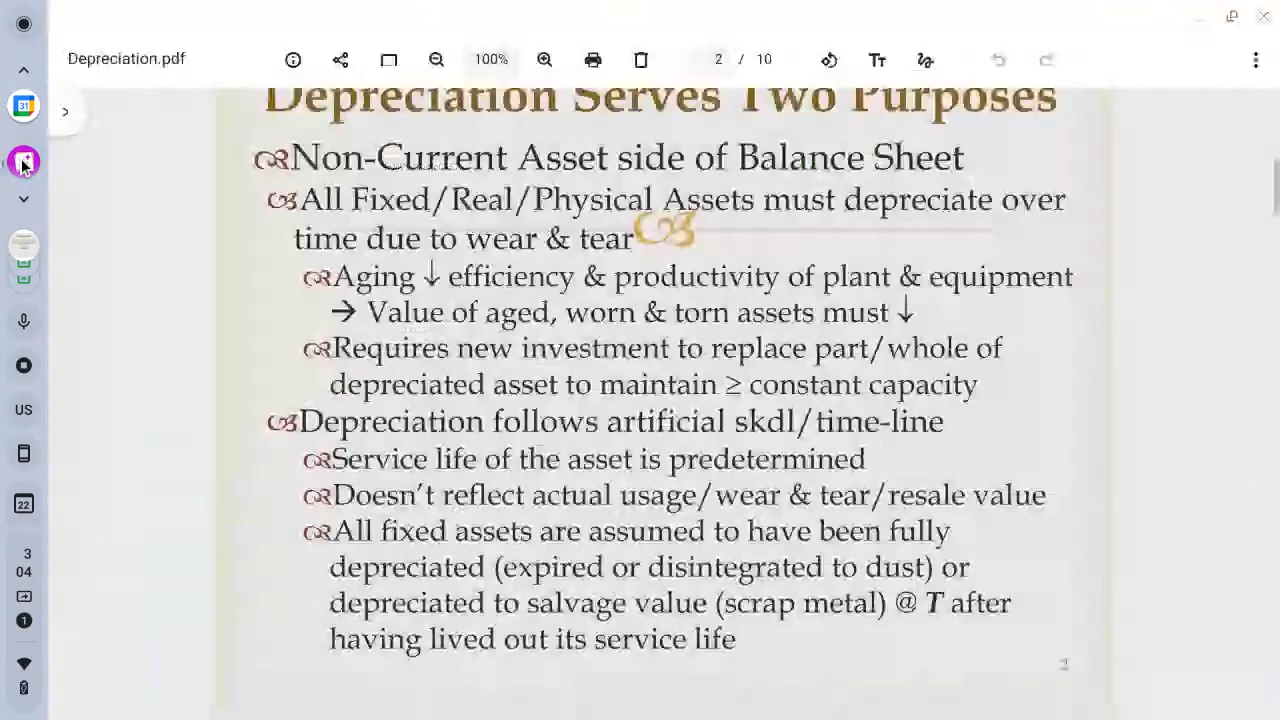 Depreciation.pdf
100%
2 / 10
Depreciation Serves Two Purposes
Non-Current Asset side of Balance Sheet
All Fixed/Real/Physical Assets must depreciate over
time due to wear & tear
Aging ↓ efficiency & productivity of plant & equipment
→ Value of aged, worn & torn assets must ↓
Requires new investment to replace part/whole of
depreciated asset to maintain ≥ constant capacity
Depreciation follows artificial skdl/time-line
Service life of the asset is predetermined
Doesn't reflect actual usage/wear & tear/resale value
All fixed assets are assumed to have been fully
depreciated (expired or disintegrated to dust) or
depreciated to salvage value (scrap metal) @ T after
having lived out its service life
2
31
US
22
3
04
1
Tт